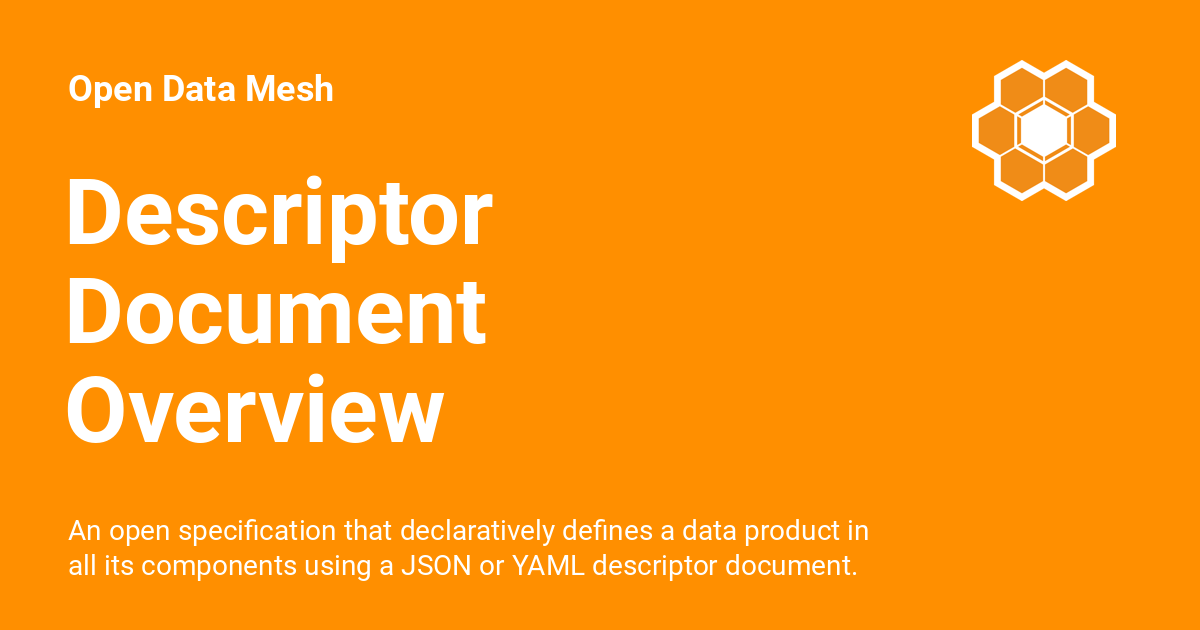 Open Data Mesh
Descriptor
Document
Overview
An open specification that declaratively defines a data product in
all its components using a JSON or YAML descriptor document.